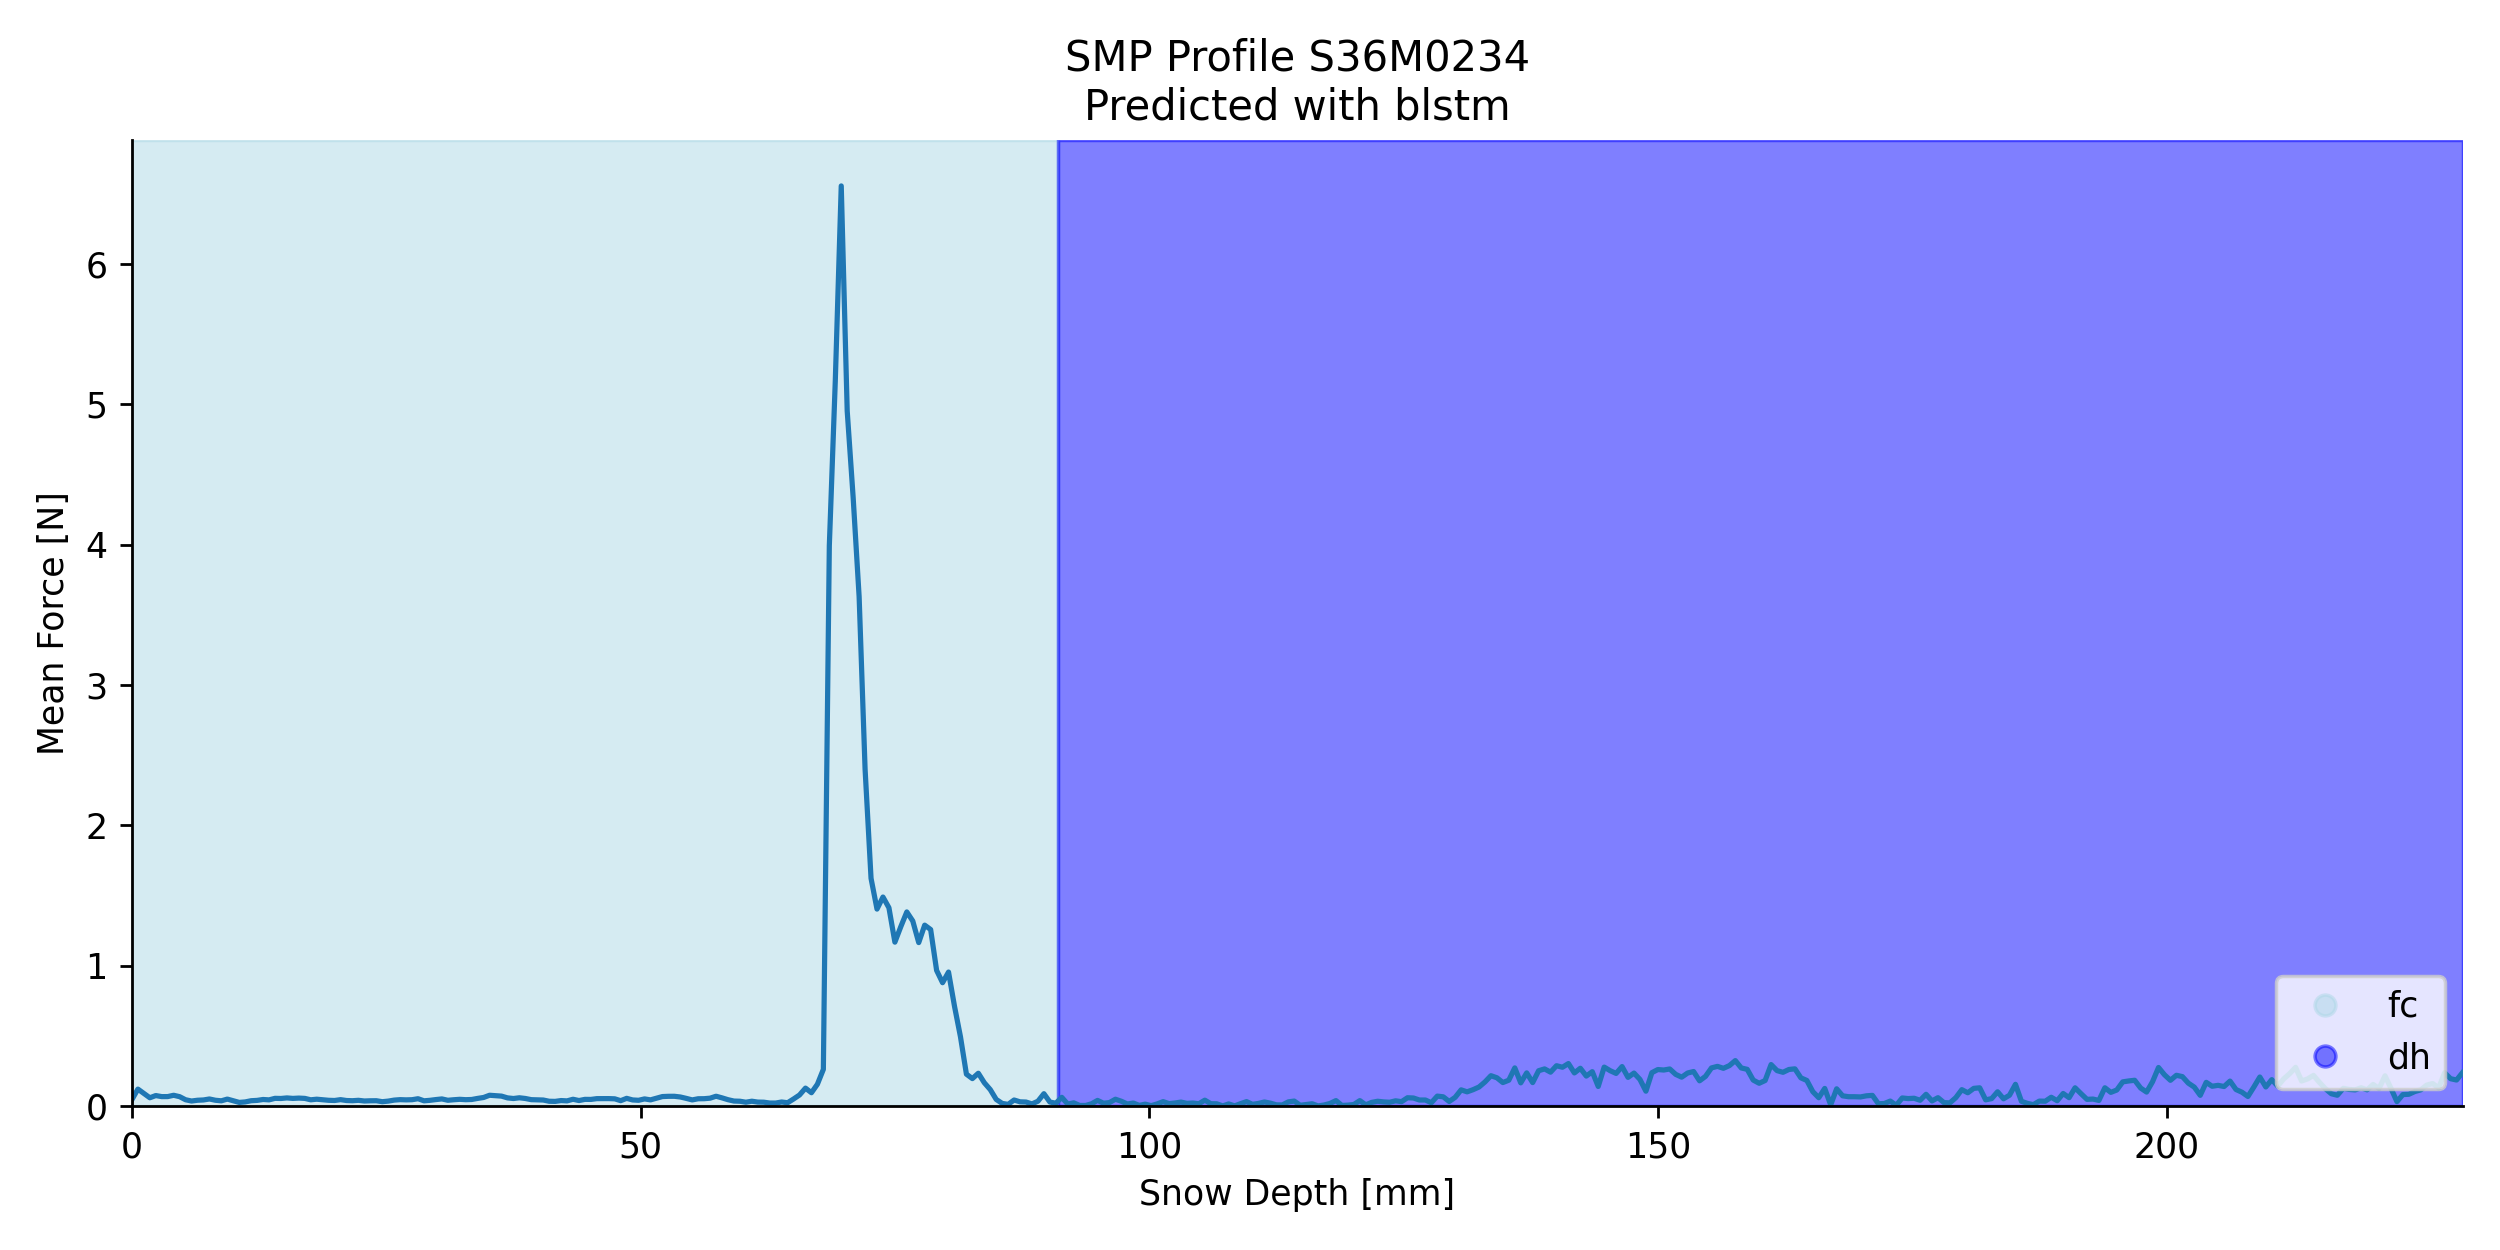 SMP Profile S36M0234
Predicted with blstm
Mean Force [N]
6
5
4
3
2
1
0
0 50 100 150 200
Snow Depth [mm]
fc
dh